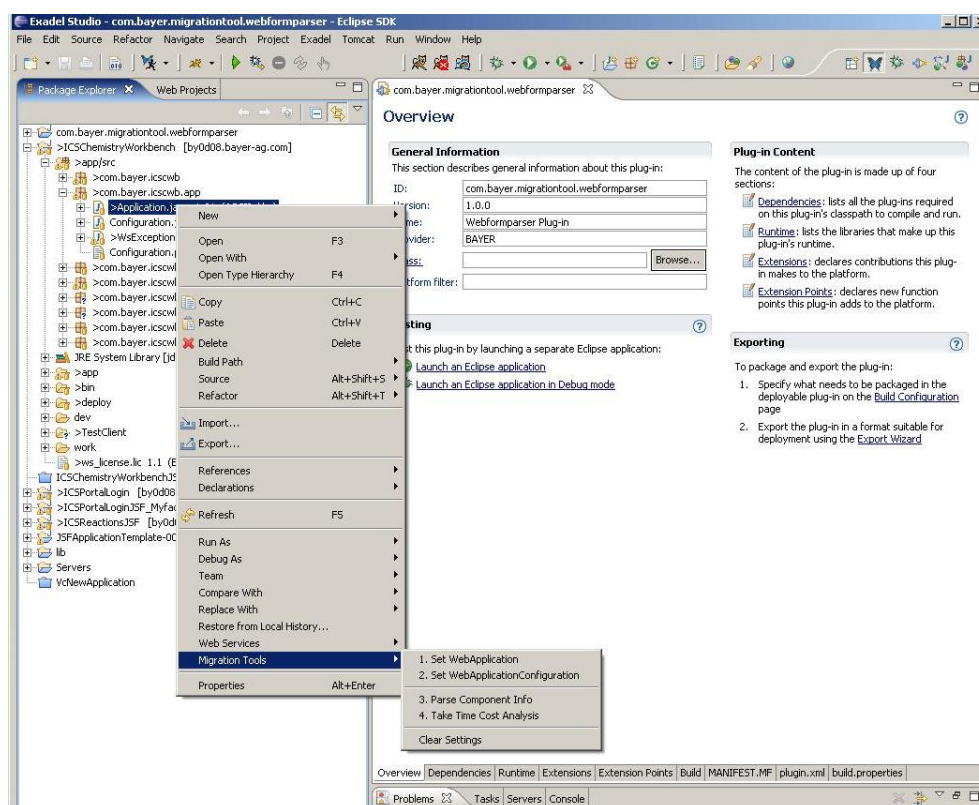 Exadel Studio - com.bayer.migrationtool.webformparser - Eclipse SDK
File Edit Source Refactor Navigate Search Project Exadel Tomcat Run Window Help
Package Explorer
Web Projects
com.bayer.migrationtool.webformparser
>ICSChemistryWorkbench [by0d08.bayer-ag.com]
>app/src
>com.bayer.icscwb
>com.bayer.icscwb.app
>Application.ja
Configuration.
>WsException
Configuration.p
>com.bayer.icscwl
>com.bayer.icscwl
>com.bayer.icscwl
>com.bayer.icscwl
>com.bayer.icscwl
JRE System Library [jd
>app
>bin
>deploy
dev
>TestClient
work
>ws_license.lic 1.1 (E
ICSChemistryWorkbenchJS
>ICSPortalLogin [by0d08
>ICSPortalLoginJSF_Myfac
>ICSReactionsJSF [by0d
JSFApplicationTemplate-00
lib
Servers
VcNewApplication
New
Open F3
Open With
Open Type Hierarchy F4
Copy Ctrl+C
Paste Ctrl+V
Delete Delete
Build Path
Source Alt+Shift+S
Refactor Alt+Shift+T
Import...
Export...
References
Declarations
Refresh F5
Run As
Debug As
Team
Compare With
Replace With
Restore from Local History...
Web Services
Migration Tools
Properties Alt+Enter
1. Set WebApplication
2. Set WebApplicationConfiguration
3. Parse Component Info
4. Take Time Cost Analysis
Clear Settings
com.bayer.migrationtool.webformparser
Overview
General Information
This section describes general information about this plug-in:
ID: com.bayer.migrationtool.webformparser
ersion: 1.0.0
me: Webformparser Plug-in
ovider: BAYER
ass: Browse...
tform filter:
sting
st this plug-in by launching a separate Eclipse application:
Launch an Eclipse application
Launch an Eclipse application in Debug mode
Plug-in Content
The content of the plug-in is made up of four
sections:
Dependencies: lists all the plug-ins required
on this plug-in's classpath to compile and run.
Runtime: lists the libraries that make up this
plug-in's runtime.
Extensions: declares contributions this plug-
in makes to the platform.
Extension Points: declares new function
points this plug-in adds to the platform.
Exporting
To package and export the plug-in:
1. Specify what needs to be packaged in the
deployable plug-in on the Build Configuration
page
2. Export the plug-in in a format suitable for
deployment using the Export Wizard
Overview Dependencies Runtime Extensions Extension Points Build MANIFEST.MF plugin.xml build.properties
Problems Tasks Servers Console